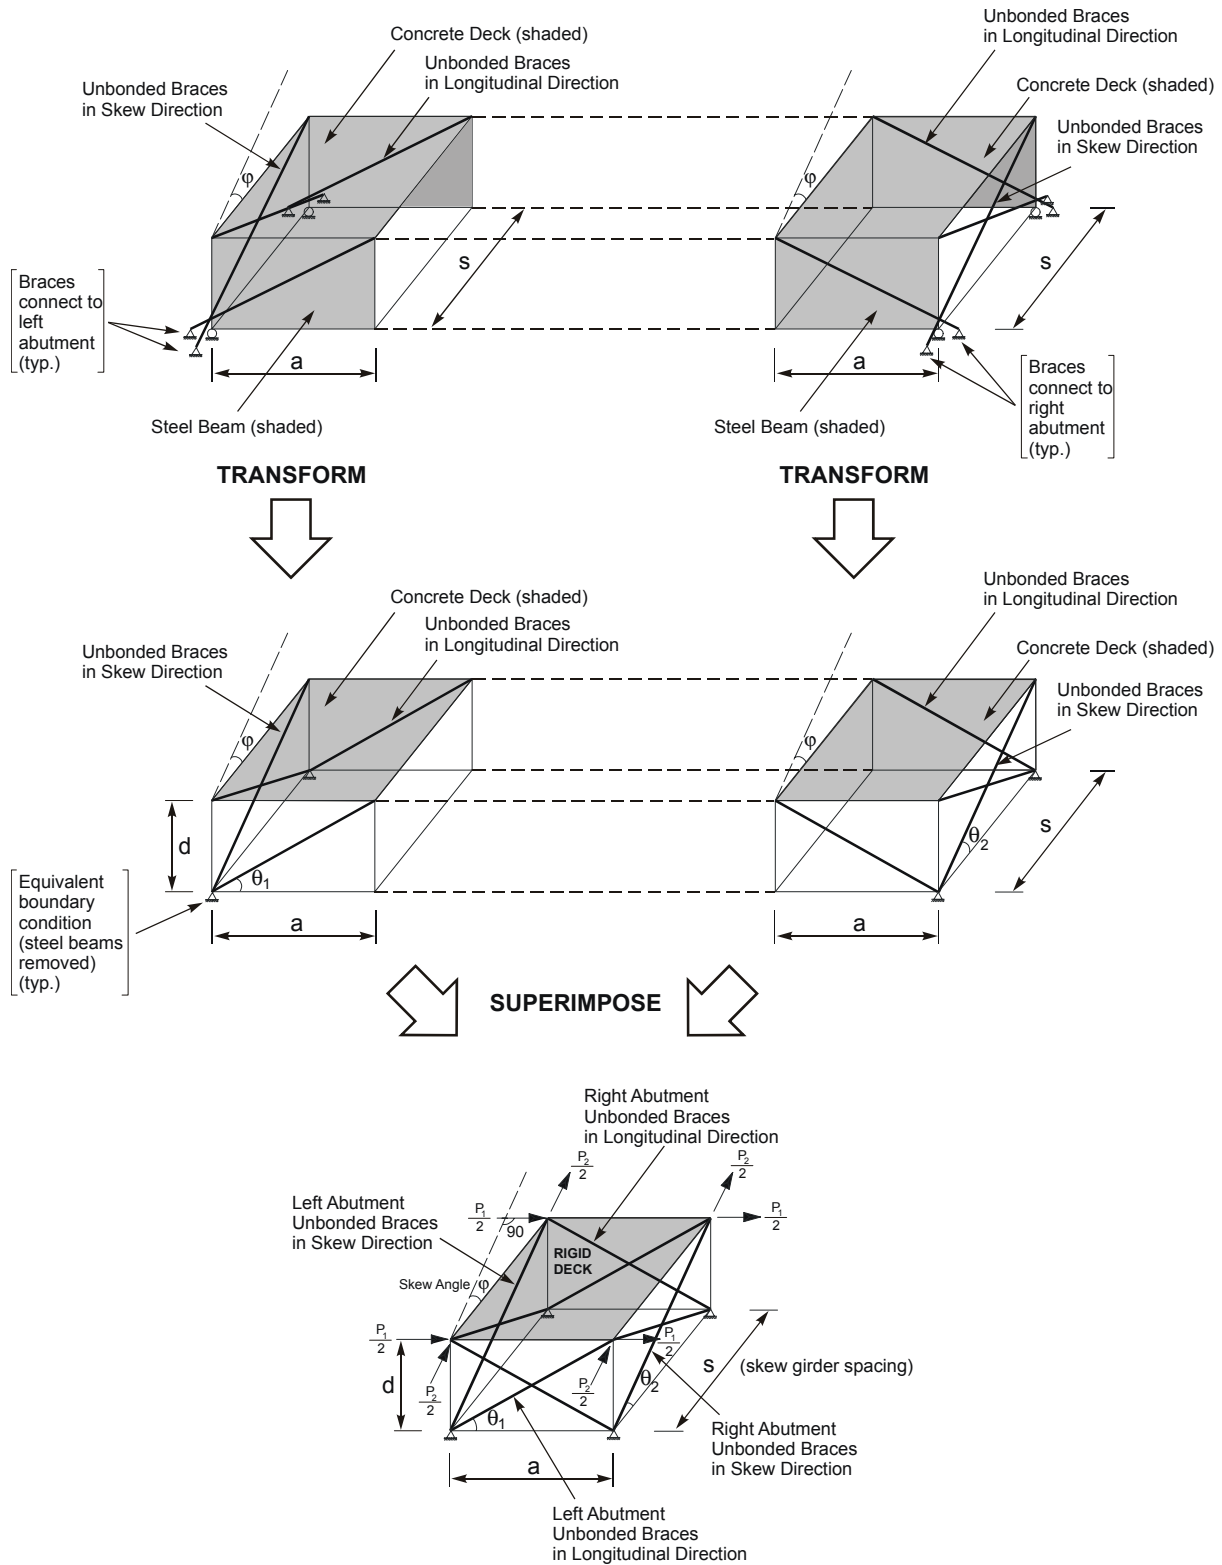 Unbonded Braces
in Longitudinal Direction
Concrete Deck (shaded)
Unbonded Braces
in Longitudinal Direction
Unbonded Braces
in Skew Direction
Concrete Deck (shaded)
Unbonded Braces
in Skew Direction
φ
φ
s
s
Braces
connect to
left
abutment
(typ.)
a
a
Braces
connect to
right
abutment
(typ.)
Steel Beam (shaded)
Steel Beam (shaded)
TRANSFORM
TRANSFORM
Unbonded Braces
in Longitudinal Direction
Concrete Deck (shaded)
Unbonded Braces
in Longitudinal Direction
Unbonded Braces
in Skew Direction
Concrete Deck (shaded)
Unbonded Braces
in Skew Direction
φ
φ
d
s
θ1
θ2
Equivalent
boundary
condition
(steel beams
removed)
(typ.)
a
a
SUPERIMPOSE
Right Abutment
Unbonded Braces
in Longitudinal Direction
P2
2
P2
2
Left Abutment
Unbonded Braces
in Skew Direction
P1
2
90
P1
2
RIGID
DECK
Skew Angle φ
P1
2
P1
2
P2
2
P2
2
d
θ1
θ2
s (skew girder spacing)
a
Right Abutment
Unbonded Braces
in Skew Direction
Left Abutment
Unbonded Braces
in Longitudinal Direction